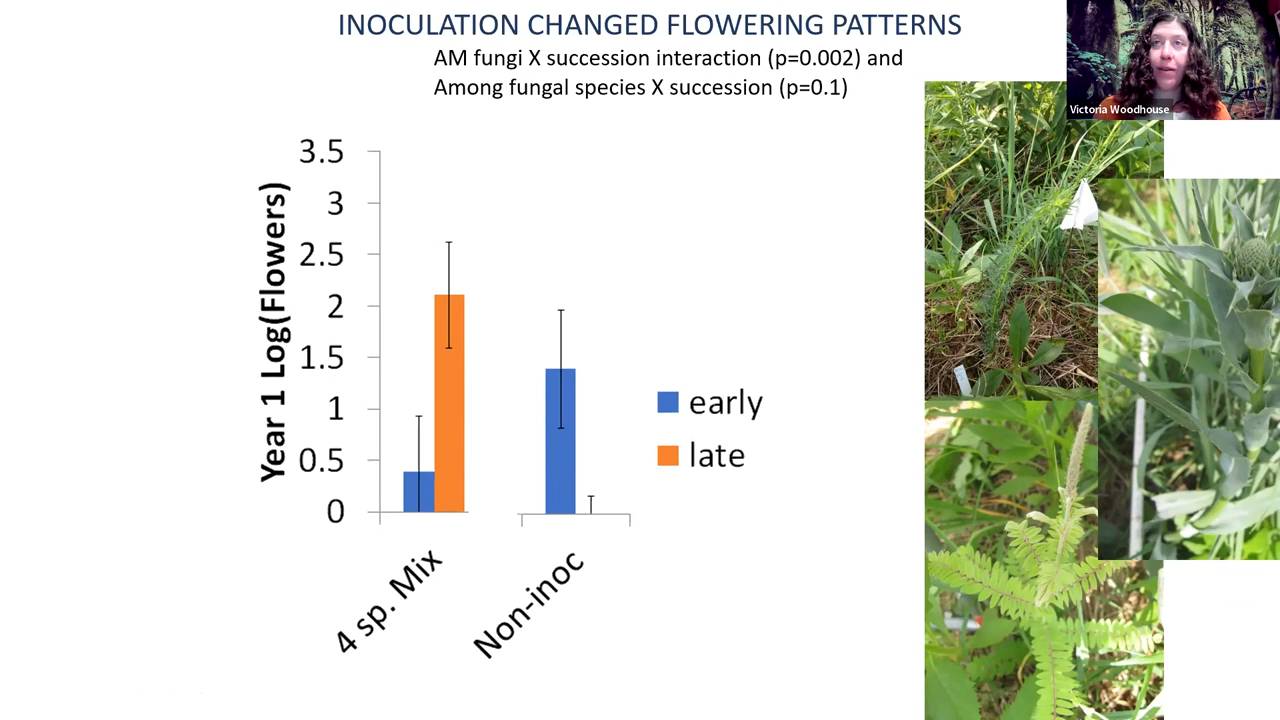 INOCULATION CHANGED FLOWERING PATTERNS
AM fungi X succession interaction (p=0.002) and
Among fungal species X succession (p=0.1)
Victoria Woodhouse
Year 1 Log(Flowers)
3.5
3
2.5
2
1.5
1
0.5
0
early
late
4 sp. Mix
Non-inoc